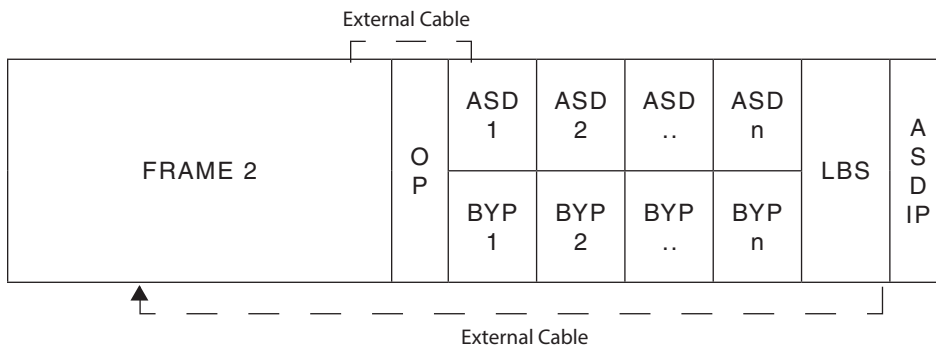 External Cable
FRAME 2
O
P
ASD
1
ASD
2
ASD
..
ASD
n
BYP
1
BYP
2
BYP
..
BYP
n
LBS
A
S
D
IP
External Cable